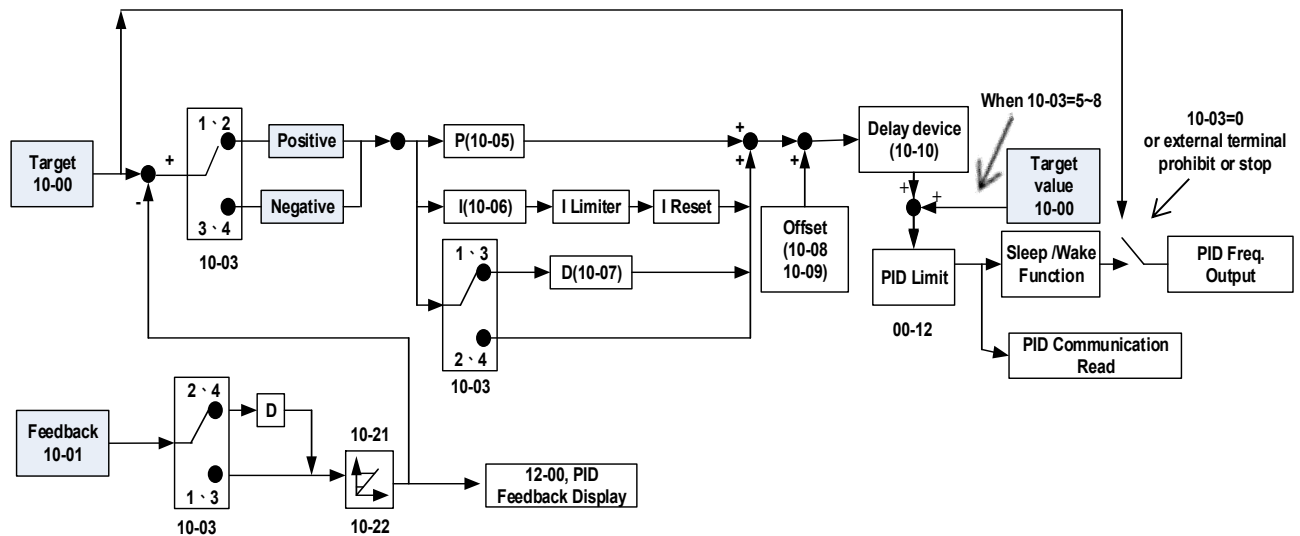 Target
10-00
+
-
1、2
3、4
10-03
Positive
Negative
P(10-05)
I(10-06)
I Limiter
I Reset
1、3
D(10-07)
2、4
10-03
+
+
+
Offset
(10-08
10-09)
Delay device
(10-10)
When 10-03=5~8
+
+
Target
value
10-00
PID Limit
00-12
Sleep /Wake
Function
10-03=0
or external terminal
prohibit or stop
PID Freq.
Output
PID Communication
Read
Feedback
10-01
2、4
D
1、3
10-03
10-21
10-22
12-00, PID
Feedback Display